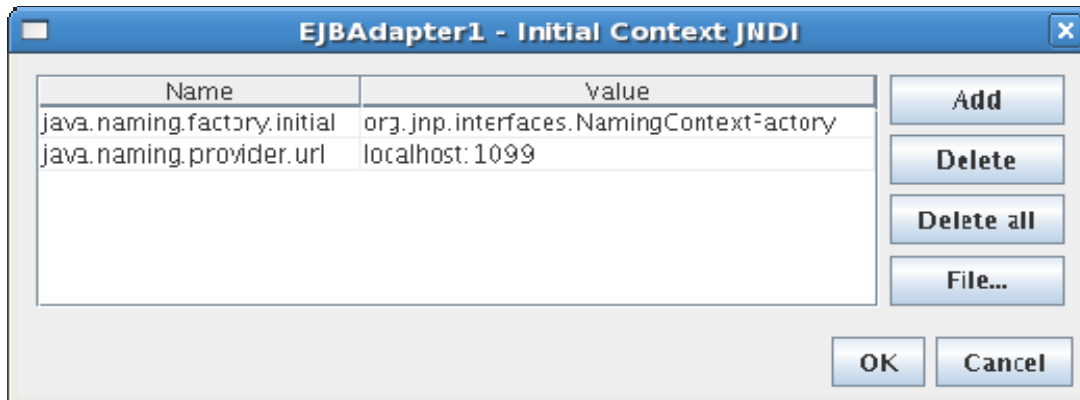 EJBAdapter1 - Initial Context JNDI
Name Value Add
java.naming.factory.initial org.jnp.interfaces.NamingContextFactory
java.naming.provider.url localhost:1099 Delete
Delete all
File...
OK Cancel